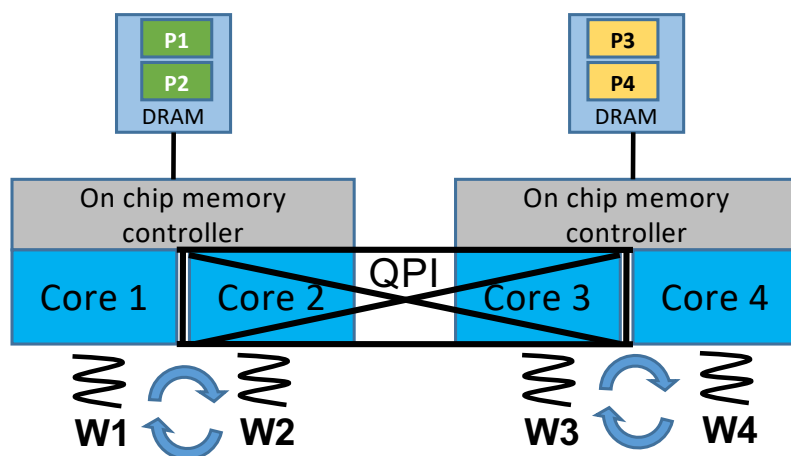 P1
P2
DRAM
P3
P4
DRAM
On chip memory
controller
On chip memory
controller
Core 1
Core 2
QPI
Core 3
Core 4
W1
W2
W3
W4